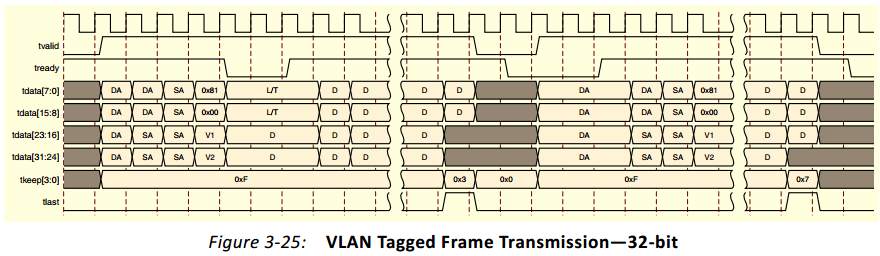 tvalid
tready
tdata[7:0] DA DA SA 0x81 L/T D D D D DA DA SA 0x81 D D
tdata[15:8] DA DA SA 0x00 L/T D D D D DA DA SA 0x00 D D
tdata[23:16] DA SA SA V1 D D D D DA SA SA V1 D D
tdata[31:24] DA SA SA V2 D D D D DA SA SA V2 D
tkeep[3:0] 0xF 0x3 0x0 0xF 0x7
tlast
Figure 3-25: VLAN Tagged Frame Transmission—32-bit